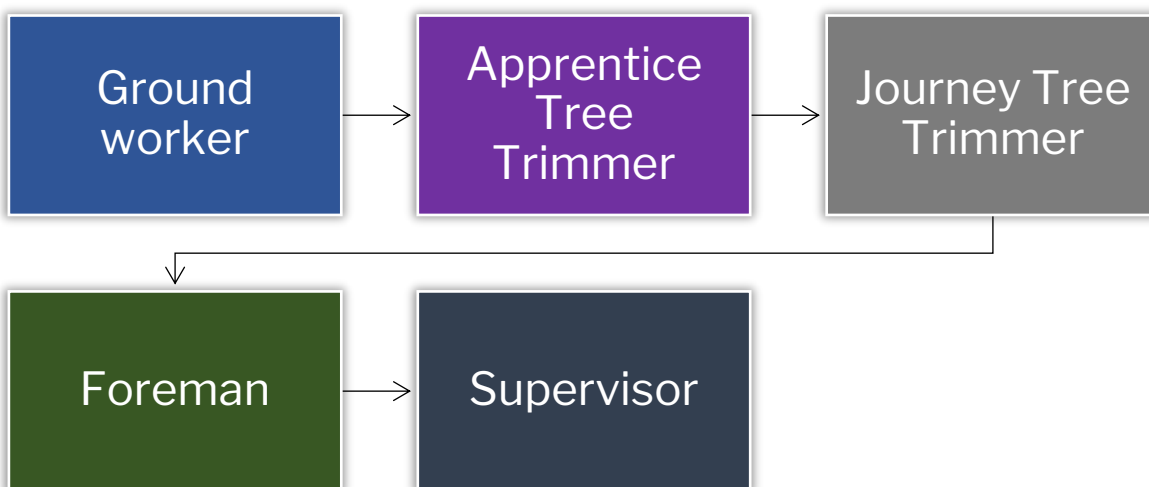 Ground
worker
Apprentice
Tree
Trimmer
Journey Tree
Trimmer
Foreman
Supervisor